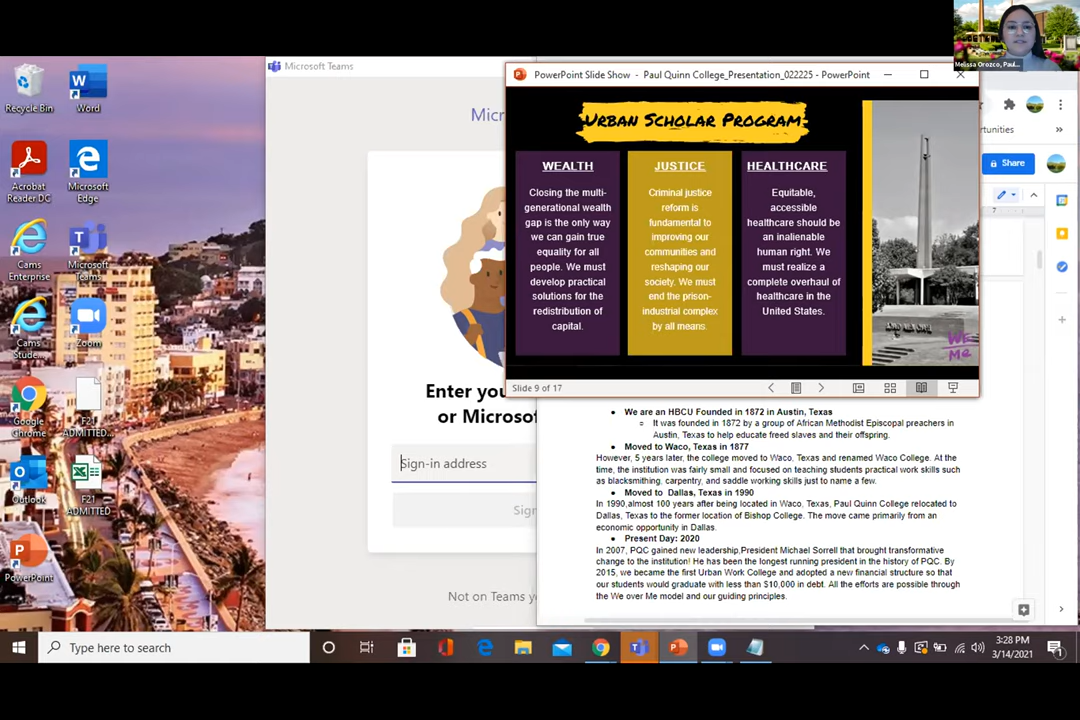 Melissa Orozco, Paul...
Microsoft Teams
Recycle Bin
Word
Acrobat
Reader DC
Microsoft
Edge
Cams
Enterprise
Microsoft
Teams
Cams
Stude...
Zoom
Google
Chrome
F21
ADMITTED...
Outlook
F21
ADMITTED
PowerPoint
Micr
Enter you
or Microsof
Sign-in address
Sign
Not on Teams y
PowerPoint Slide Show - Paul Quinn College_Presentation_022225 - PowerPoint
URBAN SCHOLAR PROGRAM
WEALTH
Closing the multi-
generational wealth
gap is the only way
we can gain true
equality for all
people. We must
develop practical
solutions for the
redistribution of
capital.
JUSTICE
Criminal justice
reform is
fundamental to
improving our
communities and
reshaping our
society. We must
end the prison-
industrial complex
by all means.
HEALTHCARE
Equitable,
accessible
healthcare should be
an inalienable
human right. We
must realize a
complete overhaul of
healthcare in the
United States.
WE
ME
Slide 9 of 17
rtunities
Share
7
We are an HBCU Founded in 1872 in Austin, Texas
It was founded in 1872 by a group of African Methodist Episcopal preachers in
Austin, Texas to help educate freed slaves and their offspring.
Moved to Waco, Texas in 1877
However, 5 years later, the college moved to Waco, Texas and renamed Waco College. At the
time, the institution was fairly small and focused on teaching students practical work skills such
as blacksmithing, carpentry, and saddle working skills just to name a few.
Moved to Dallas, Texas in 1990
In 1990,almost 100 years after being located in Waco, Texas, Paul Quinn College relocated to
Dallas, Texas to the former location of Bishop College. The move came primarily from an
economic opportunity in Dallas.
Present Day: 2020
In 2007, PQC gained new leadership,President Michael Sorrell that brought transformative
change to the institution! He has been the longest running president in the history of PQC. By
2015, we became the first Urban Work College and adopted a new financial structure so that
our students would graduate with less than $10,000 in debt. All the efforts are possible through
the We over Me model and our guiding principles.
Type here to search
3:28 PM
3/14/2021